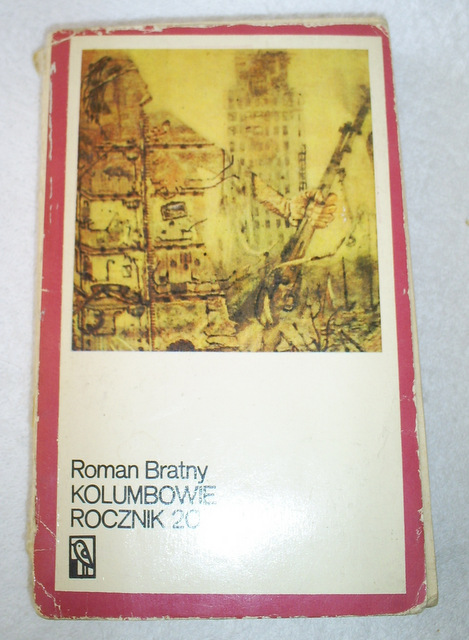 Roman Bratny
KOLUMBOWIE
ROCZNIK 20